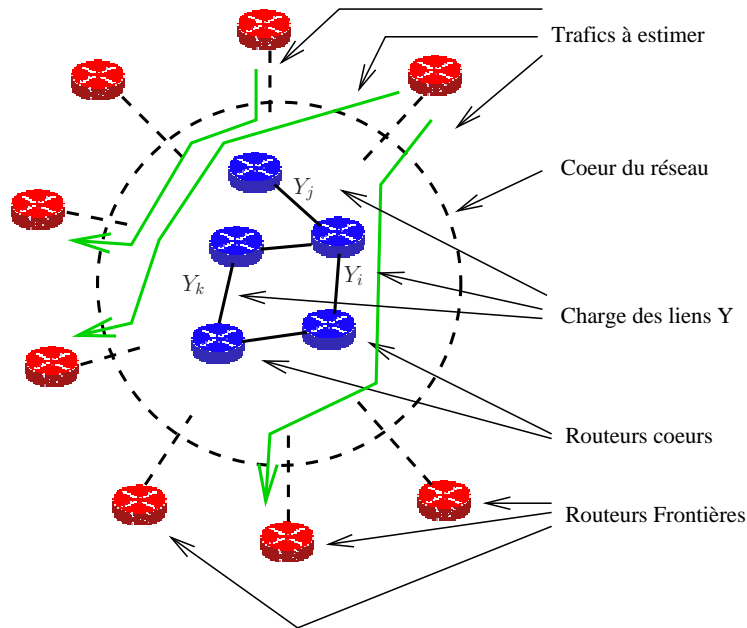 Trafics à estimer
Coeur du réseau
Y_j
Y_i
Y_k
Charge des liens Y
Routeurs coeurs
Routeurs Frontières